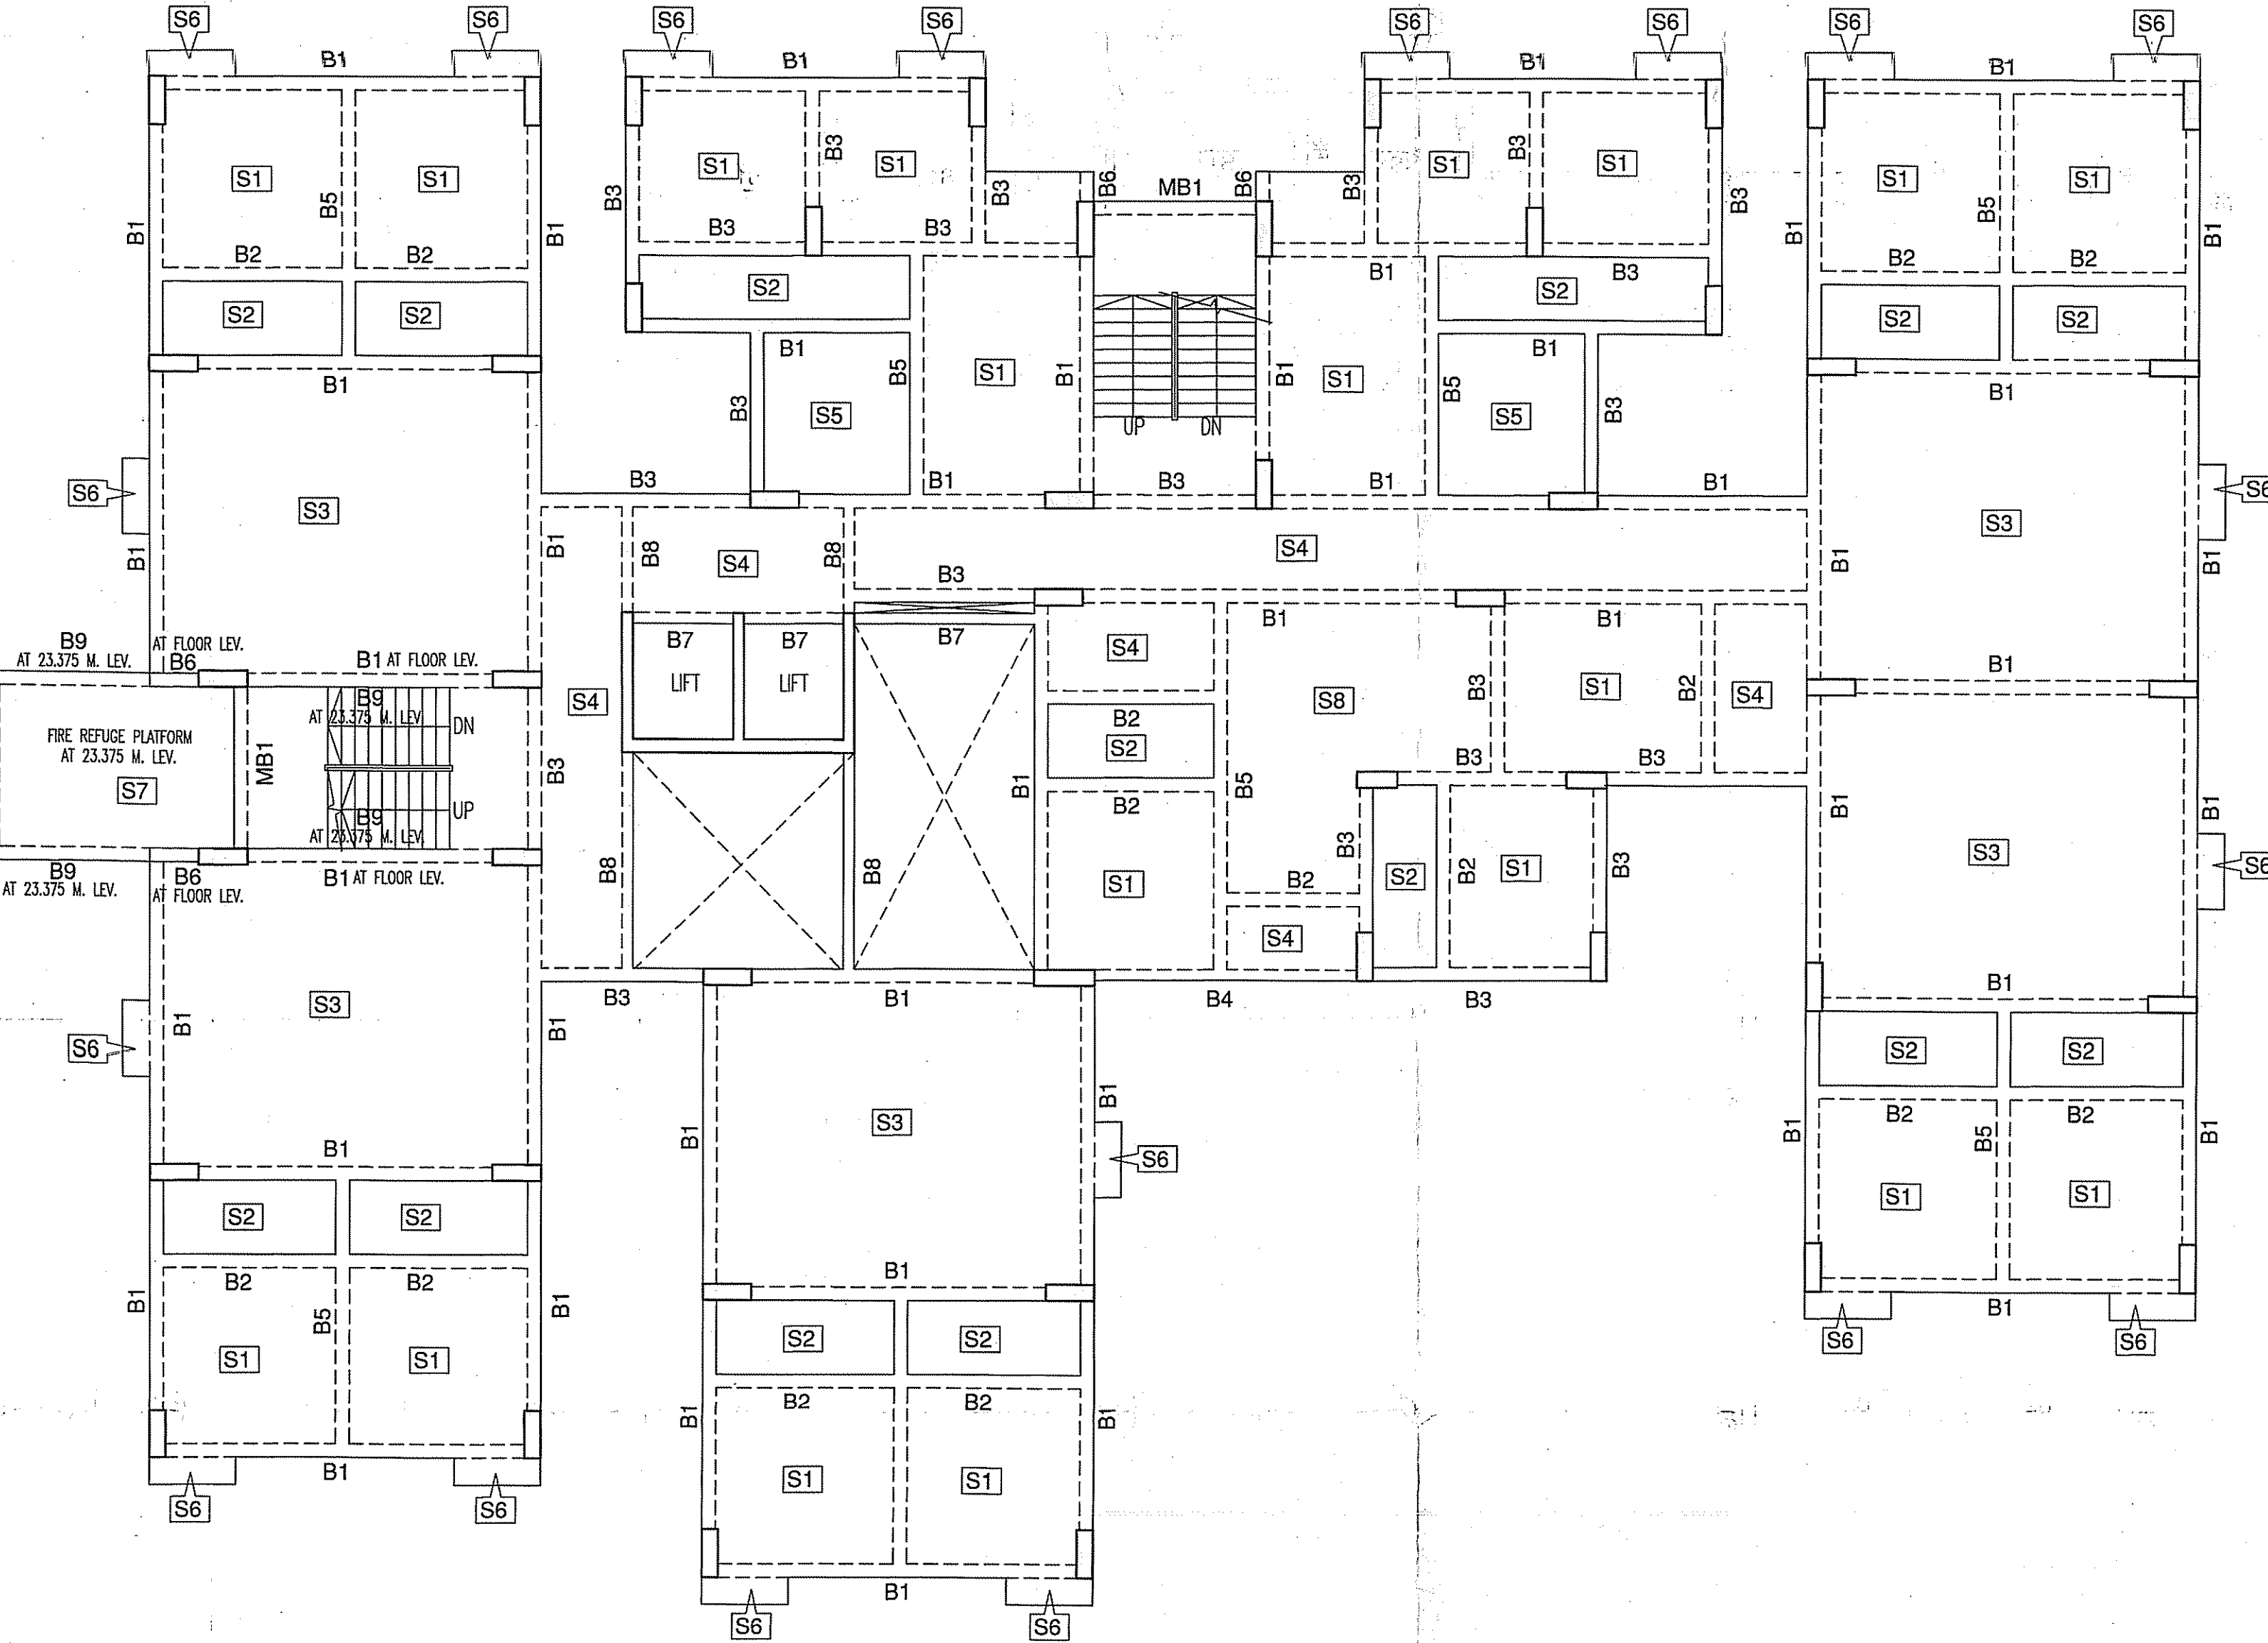 S6 S6 S6 S6 S6 S6 S6 S6
B1 B1 B1 B1
S1 S1 S1 B3 S1 S1 B3 S1 S1 S1
B1 B5 B1 B3 B3 B6 MB1 B6 B3 B3 B1 B5 B1
B2 B2 B3 B3 B1 B3 B2 B2
S2 S2 S2 S2 S2 S2
B1 B1 B5 S1 B1 B1 S1 B5 B1 B1
B3 S5 S5 B3
UP DN
S6 B3 B1 B3 B1 B1 S6
S3 S3
B1 B1 B8 S4 B8 S4 B1 B1
B3
B7 B7 B7 B1 B1
LIFT LIFT
S4 S4 S8 B3 S1 B2 S4
B9
AT 23.375 M. LEV.
AT FLOOR LEV.
B6
B1 AT FLOOR LEV.
B1
B9
AT 23.375 M. LEV.
DN
FIRE REFUGE PLATFORM
AT 23.375 M. LEV.
S7
MB1
B3
UP
B9
AT 23.375 M. LEV.
B2
S2
B3 B3
B1 B2 B5 B1 B1
B9
AT 23.375 M. LEV.
B6
AT FLOOR LEV.
B1 AT FLOOR LEV.
B8 B8 S1 B2 B3 S2 B2 S1 B3 S3 S6
S4
S3 B3 B1 B4 B3 B1
B1 B1
S6 S2 S2
S3 B1 B1 B2 B2
S6
B1 B1 B5 B1
S2 S2 S1 S1
B2 B2 B1
B1 B5 B1 B1
S1 S1 S2 S2 S6 S6
B2 B2
B1 B1 B1
S6 S6 S1 S1
B1
S6 S6